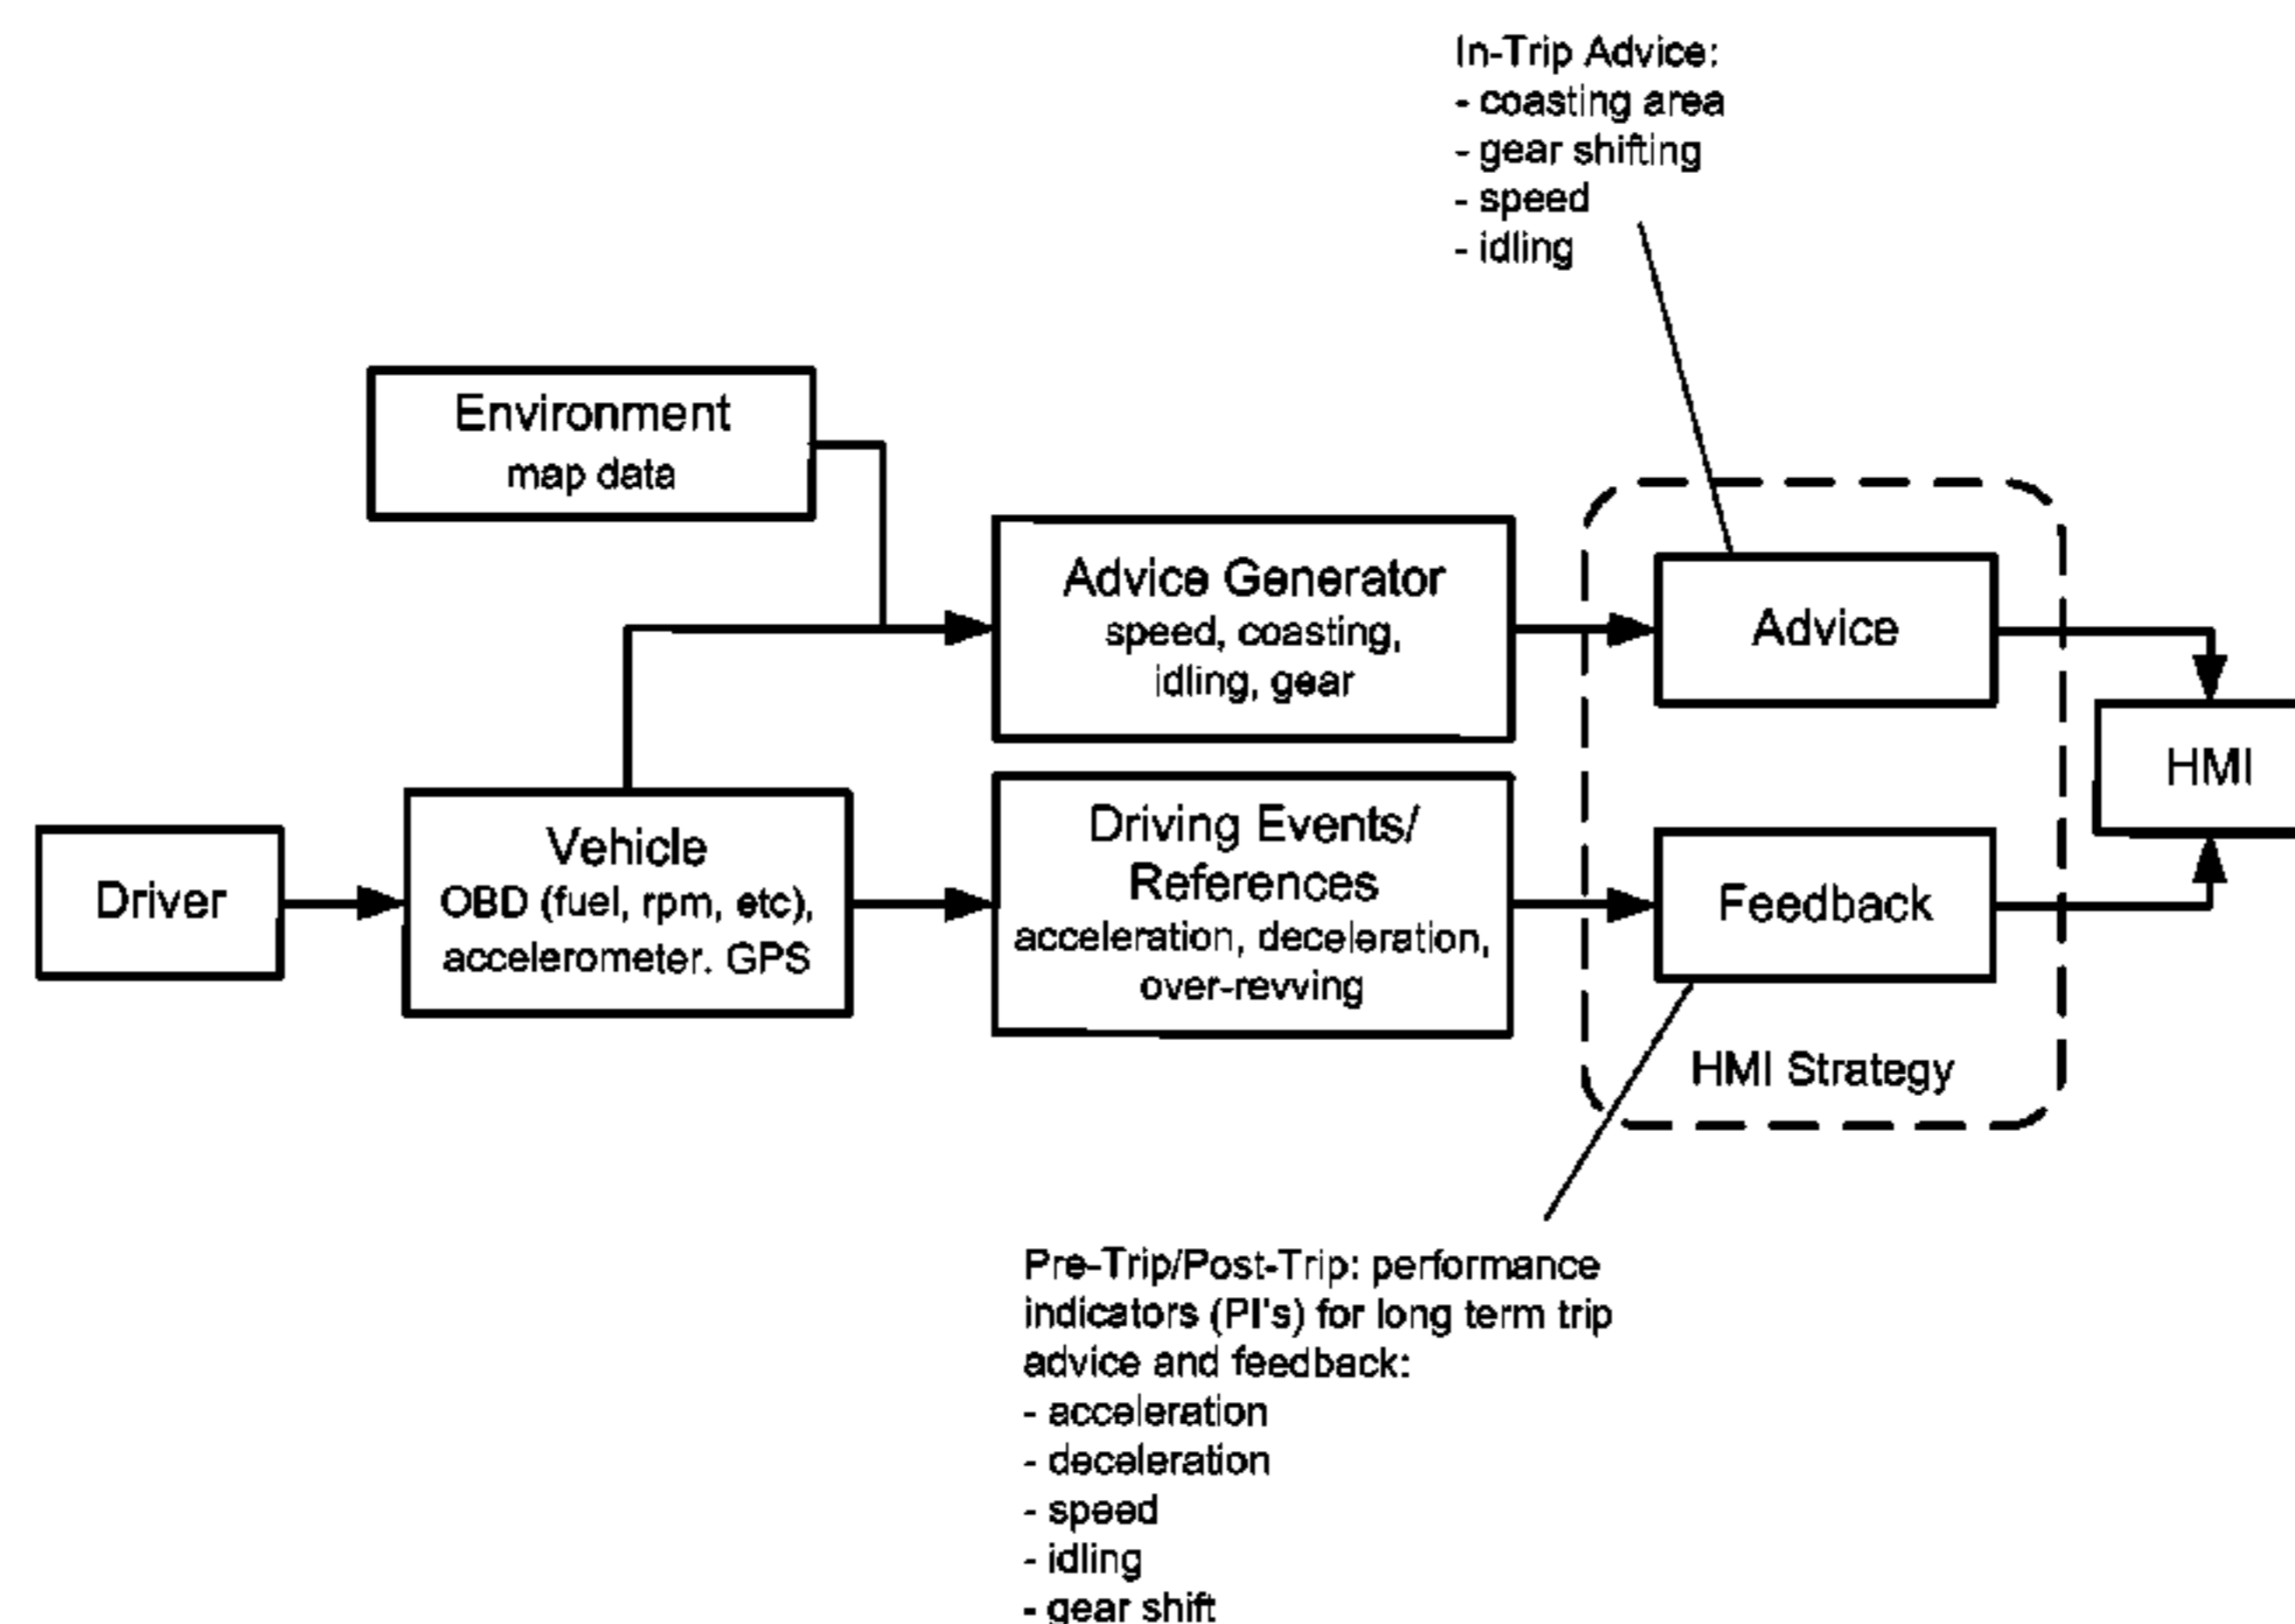 In-Trip Advice:
- coasting area
- gear shifting
- speed
- idling
Environment
map data
Advice Generator
speed, coasting,
idling, gear
Advice
HMI
Driver
Vehicle
OBD (fuel, rpm, etc),
accelerometer. GPS
Driving Events/
References
acceleration, deceleration,
over-revving
Feedback
HMI Strategy
Pre-Trip/Post-Trip: performance
indicators (PI's) for long term trip
advice and feedback:
- acceleration
- deceleration
- speed
- idling
- gear shift